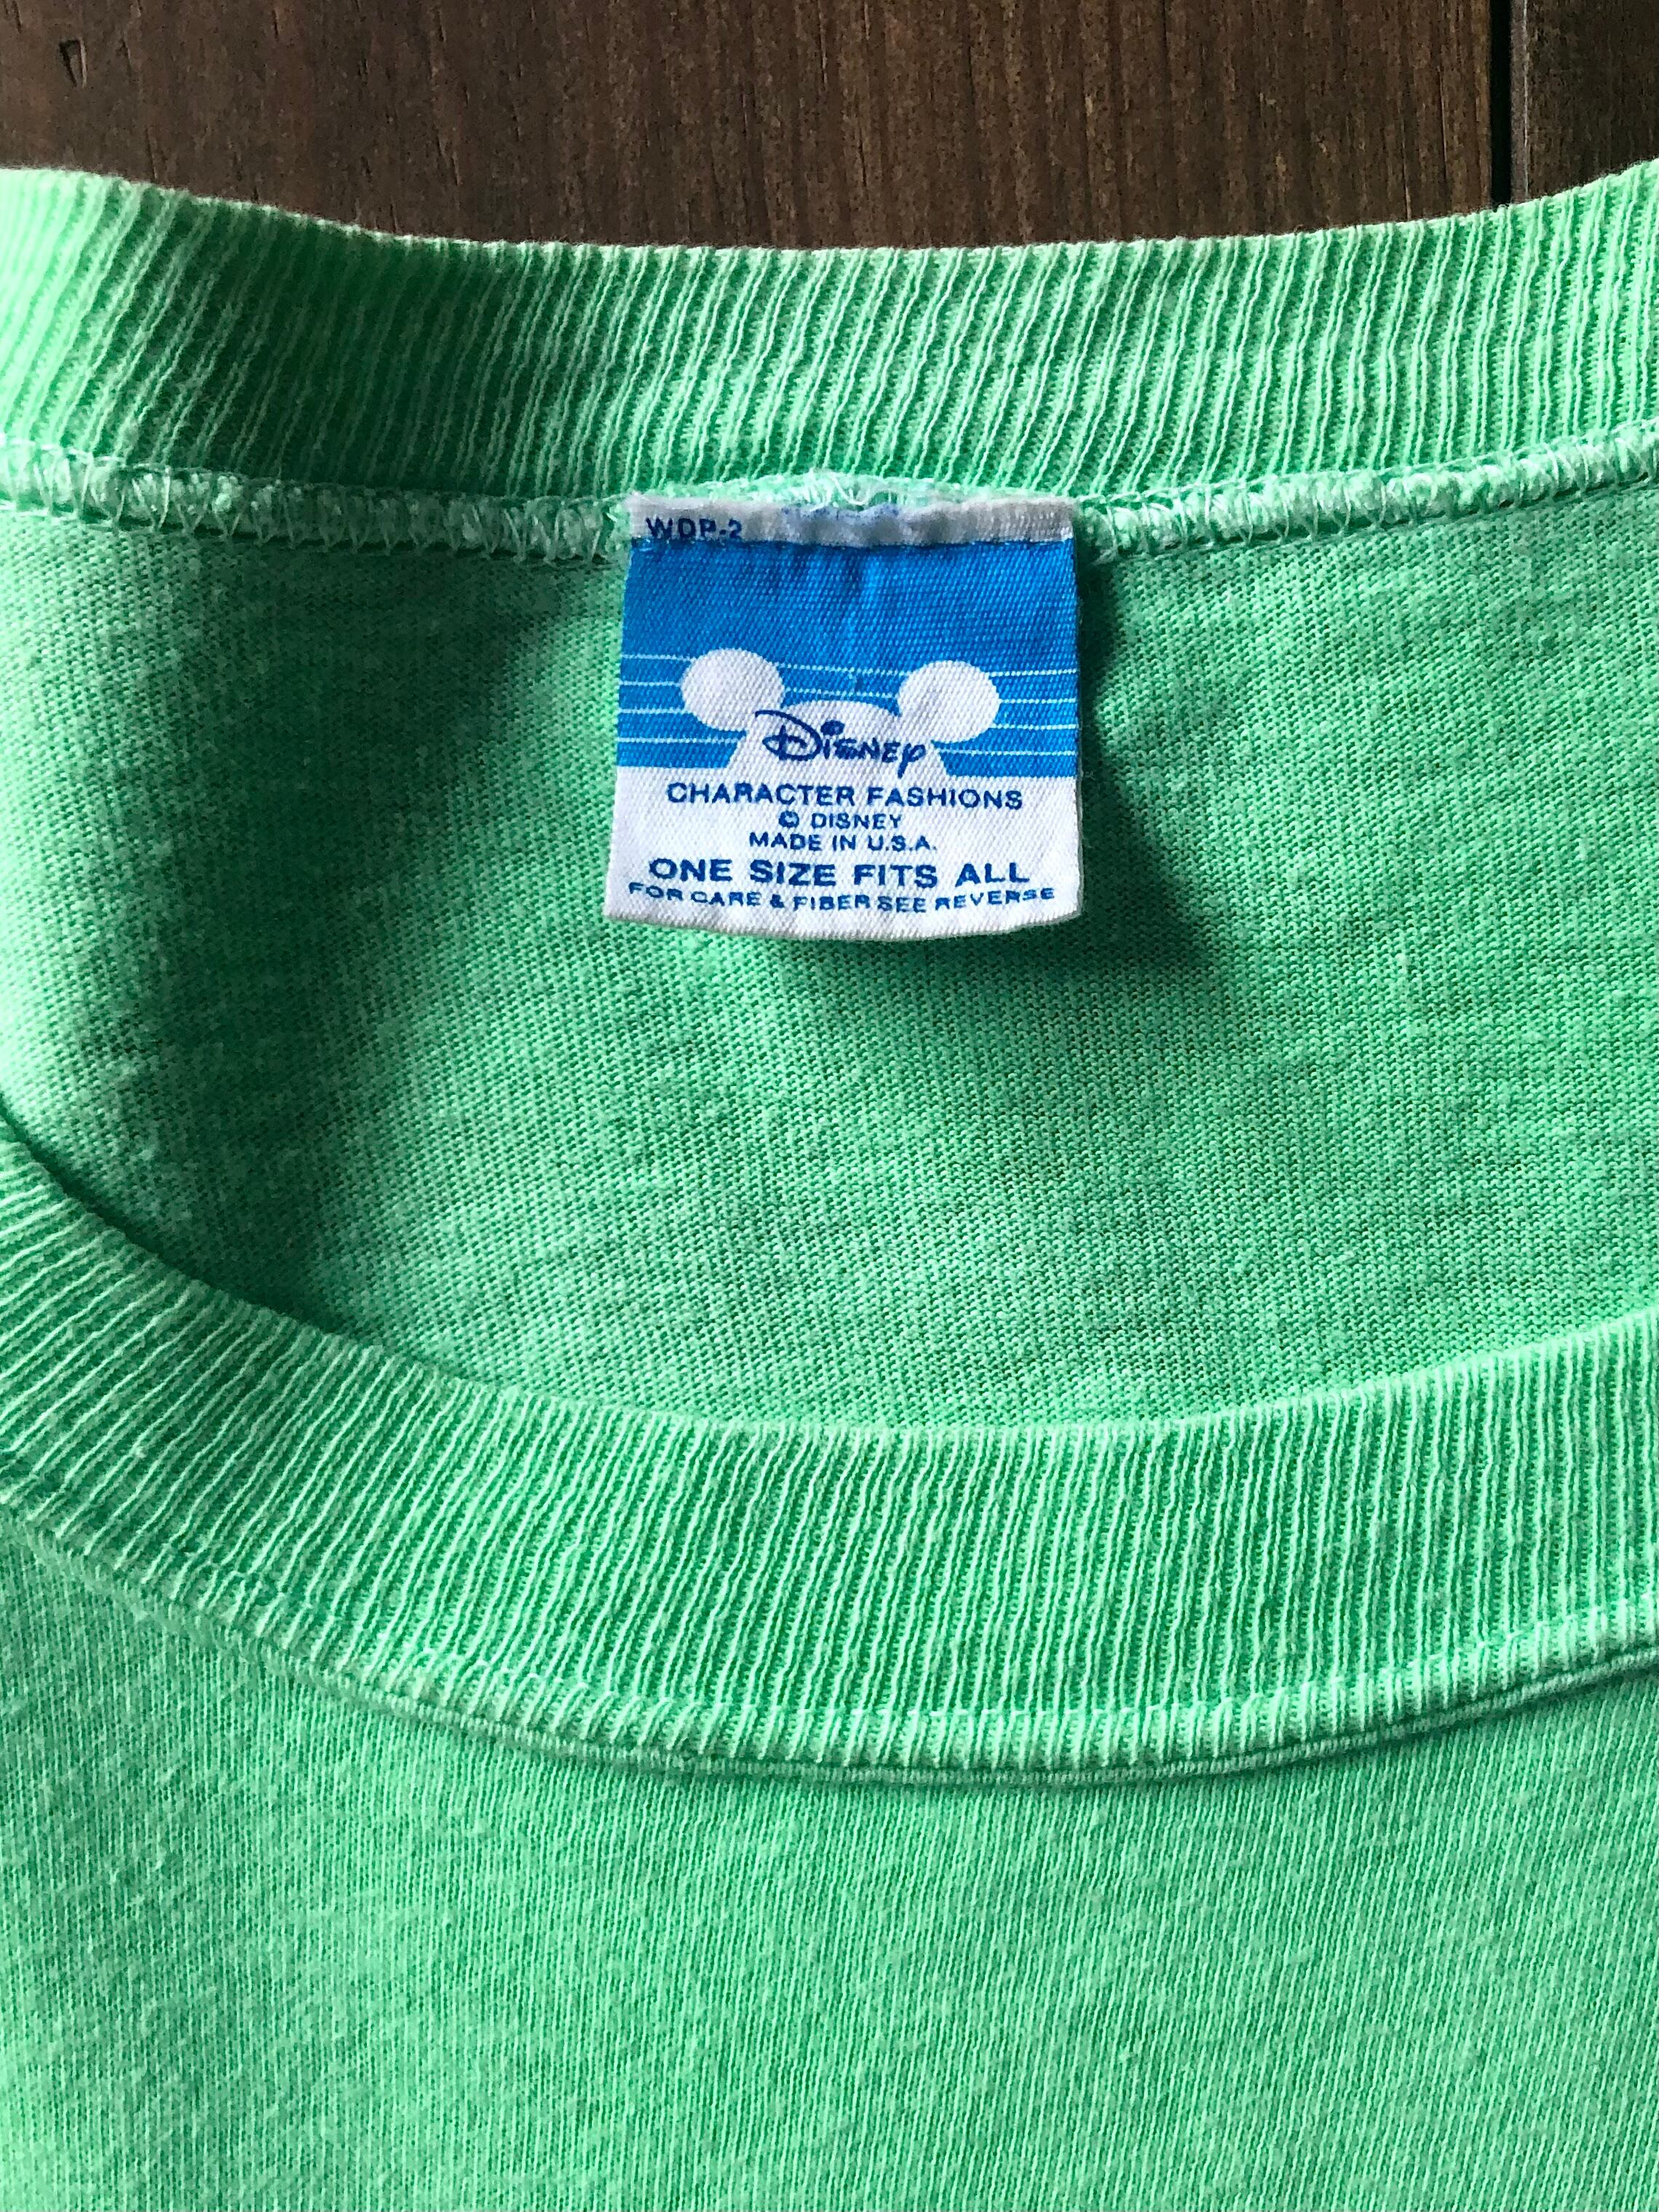 WDP-2
Disney
CHARACTER FASHIONS
© DISNEY
MADE IN U.S.A.
ONE SIZE FITS ALL
FOR CARE & FIBER SEE REVERSE